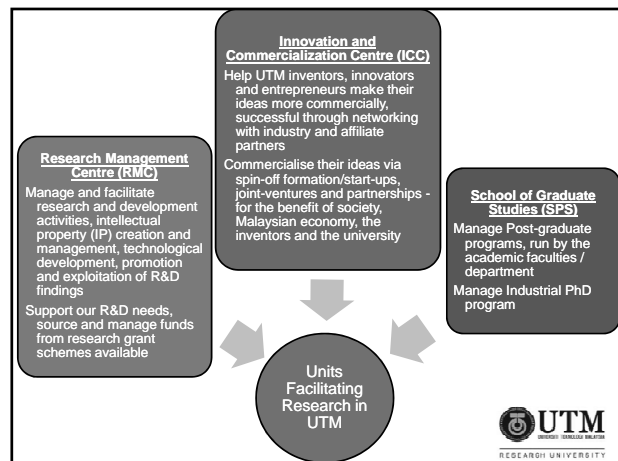 Innovation and
Commercialization Centre (ICC)
Help UTM inventors, innovators
and entrepreneurs make their
ideas more commercially,
successful through networking
with industry and affiliate
partners
Commercialise their ideas via
spin-off formation/start-ups,
joint-ventures and partnerships -
for the benefit of society,
Malaysian economy, the
inventors and the university
Research Management
Centre (RMC)
Manage and facilitate
research and development
activities, intellectual
property (IP) creation and
management, technological
development, promotion
and exploitation of R&D
findings
Support our R&D needs,
source and manage funds
from research grant
schemes available
School of Graduate
Studies (SPS)
Manage Post-graduate
programs, run by the
academic faculties /
department
Manage Industrial PhD
program
Units
Facilitating
Research in
UTM
UTM
UNIVERSITI TEKNOLOGI MALAYSIA
RESEARCH UNIVERSITY